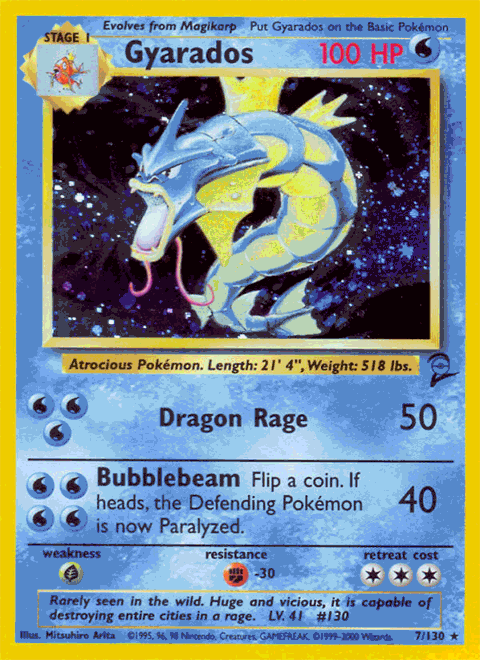 Evolves from Magikarp Put Gyarados on the Basic Pokémon
STAGE 1
Gyarados 100 HP
Atrocious Pokémon. Length: 21' 4", Weight: 518 lbs.
Dragon Rage 50
Bubblebeam Flip a coin. If
heads, the Defending Pokémon
is now Paralyzed.
40
weakness resistance retreat cost
-30
Rarely seen in the wild. Huge and vicious, it is capable of
destroying entire cities in a rage. LV. 41 #130
Illus. Mitsuhiro Arita ©1995, 96, 98 Nintendo, Creatures, GAMEFREAK. ©1999-2000 Wizards. 7/130 ★